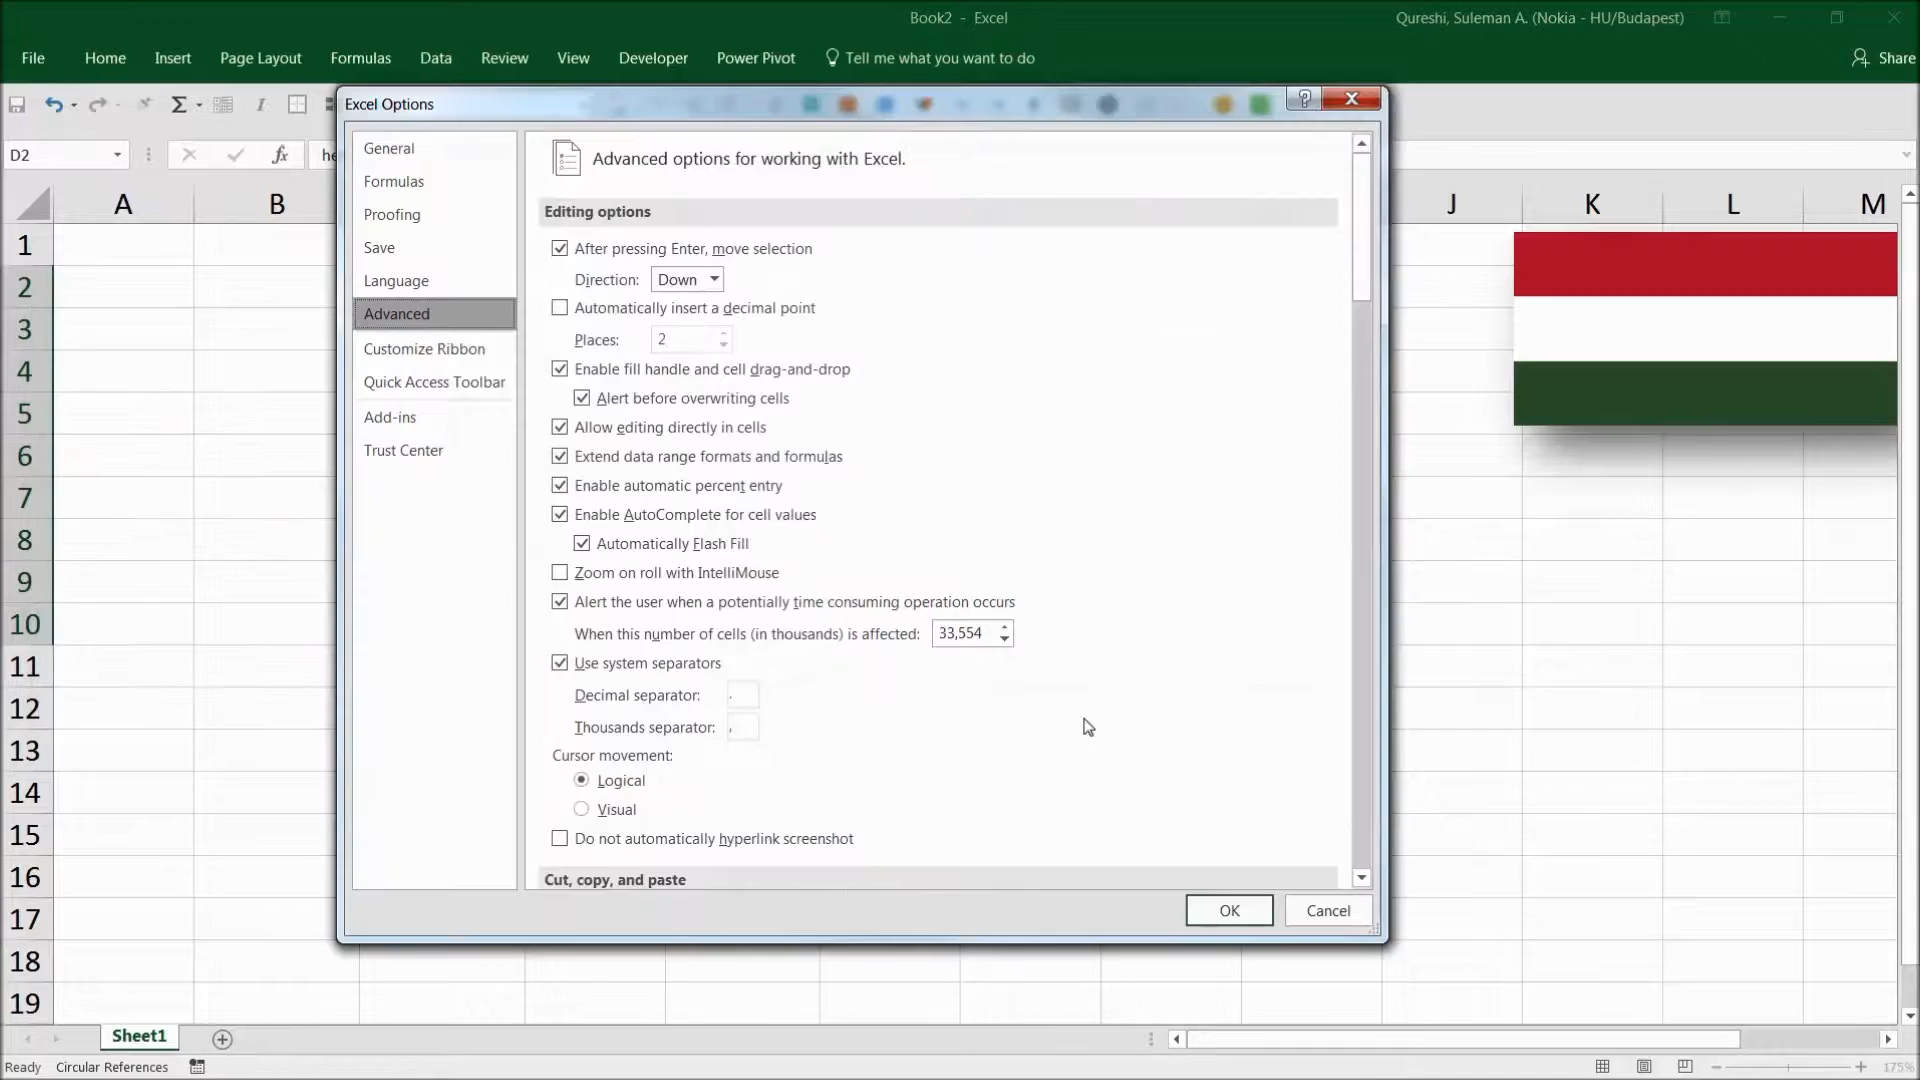 Book2 - Excel
Qureshi, Suleman A. (Nokia - HU/Budapest)
File
Home
Insert
Page Layout
Formulas
Data
Review
View
Developer
Power Pivot
Tell me what you want to do
Share
Excel Options
D2
fx
he
A
B
J
K
L
M
1
2
3
4
5
6
7
8
9
10
11
12
13
14
15
16
17
18
19
General
Formulas
Proofing
Save
Language
Advanced
Customize Ribbon
Quick Access Toolbar
Add-ins
Trust Center
Advanced options for working with Excel.
Editing options
After pressing Enter, move selection
Direction: Down
Automatically insert a decimal point
Places: 2
Enable fill handle and cell drag-and-drop
Alert before overwriting cells
Allow editing directly in cells
Extend data range formats and formulas
Enable automatic percent entry
Enable AutoComplete for cell values
Automatically Flash Fill
Zoom on roll with IntelliMouse
Alert the user when a potentially time consuming operation occurs
When this number of cells (in thousands) is affected: 33,554
Use system separators
Decimal separator: .
Thousands separator: ,
Cursor movement:
Logical
Visual
Do not automatically hyperlink screenshot
Cut, copy, and paste
OK
Cancel
Sheet1
Ready
Circular References
175%